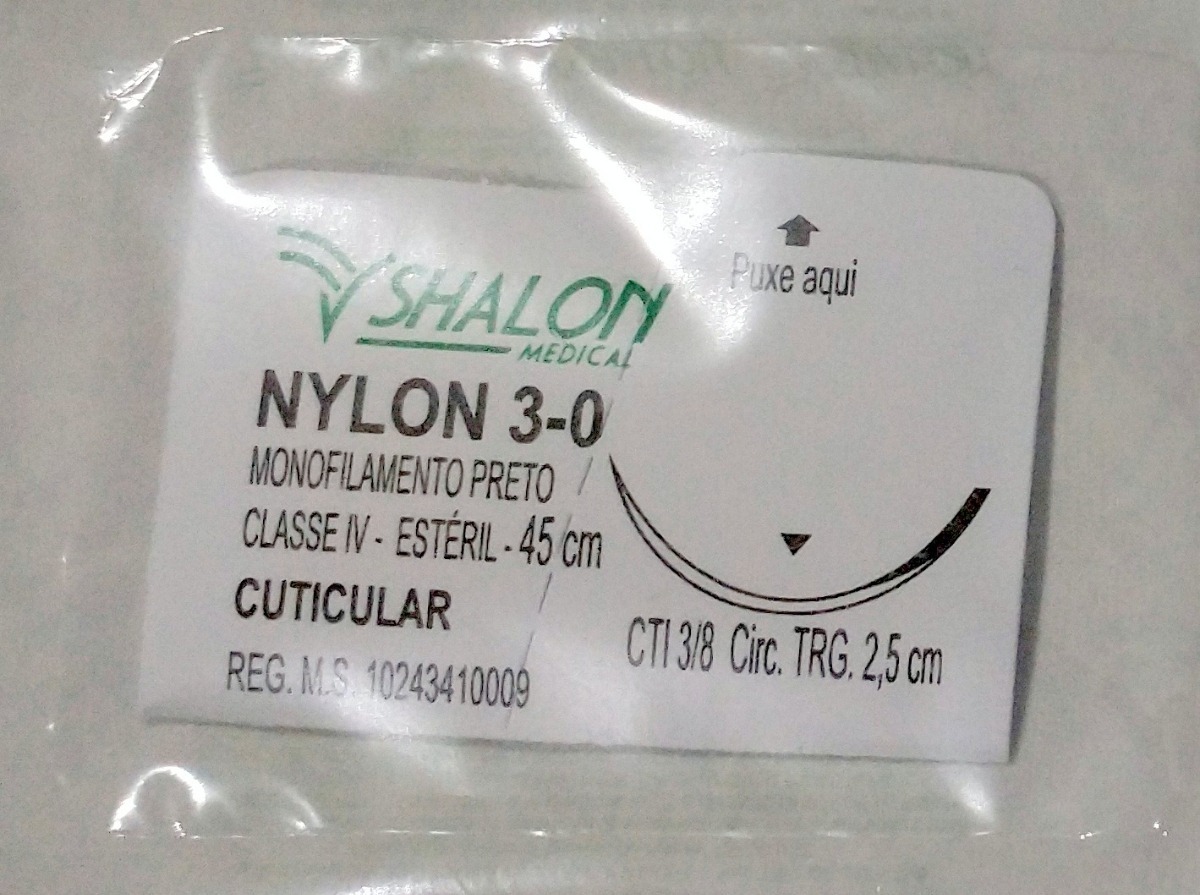 SHALON
MEDICAL
NYLON 3-0
MONOFILAMENTO PRETO
CLASSE IV - ESTÉRIL - 45 cm
CUTICULAR
REG. M.S. 10243410009
Puxe aqui
CTI 3/8 Circ. TRG. 2,5 cm